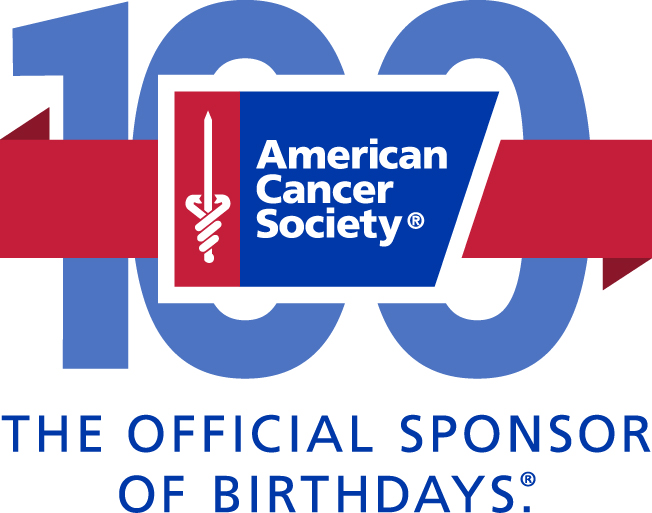 100
American
Cancer
Society®
THE OFFICIAL SPONSOR
OF BIRTHDAYS.®